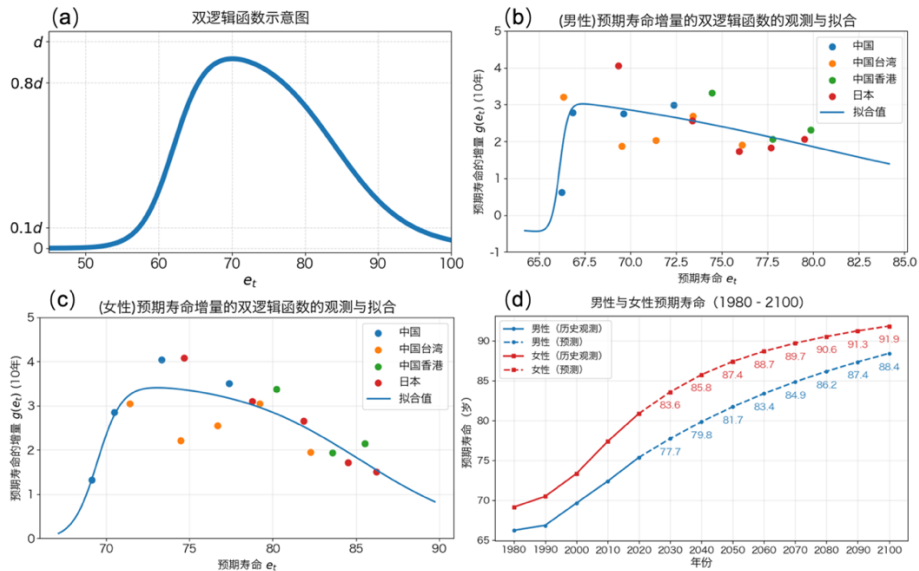 (a)
双逻辑函数示意图
d
0.8d
0.1d
0
50 60 70 80 90 100
e_t
(b)
(男性)预期寿命增量的双逻辑函数的观测与拟合
预期寿命的增量 g(e_t) (10年)
5
4
3
2
1
0
-1
中国
中国台湾
中国香港
日本
拟合值
65.0 67.5 70.0 72.5 75.0 77.5 80.0 82.5 85.0
预期寿命 e_t
(c)
(女性)预期寿命增量的双逻辑函数的观测与拟合
预期寿命的增量 g(e_t) (10年)
5
4
3
2
1
0
中国
中国台湾
中国香港
日本
拟合值
70 75 80 85 90
预期寿命 e_t
(d)
男性与女性预期寿命（1980 - 2100）
预期寿命（岁）
90
85
80
75
70
65
男性（历史观测）
男性（预测）
女性（历史观测）
女性（预测）
83.6 85.8 87.4 88.7 89.7 90.6 91.3 91.9
77.7 79.8 81.7 83.4 84.9 86.2 87.4 88.4
1980 1990 2000 2010 2020 2030 2040 2050 2060 2070 2080 2090 2100
年份